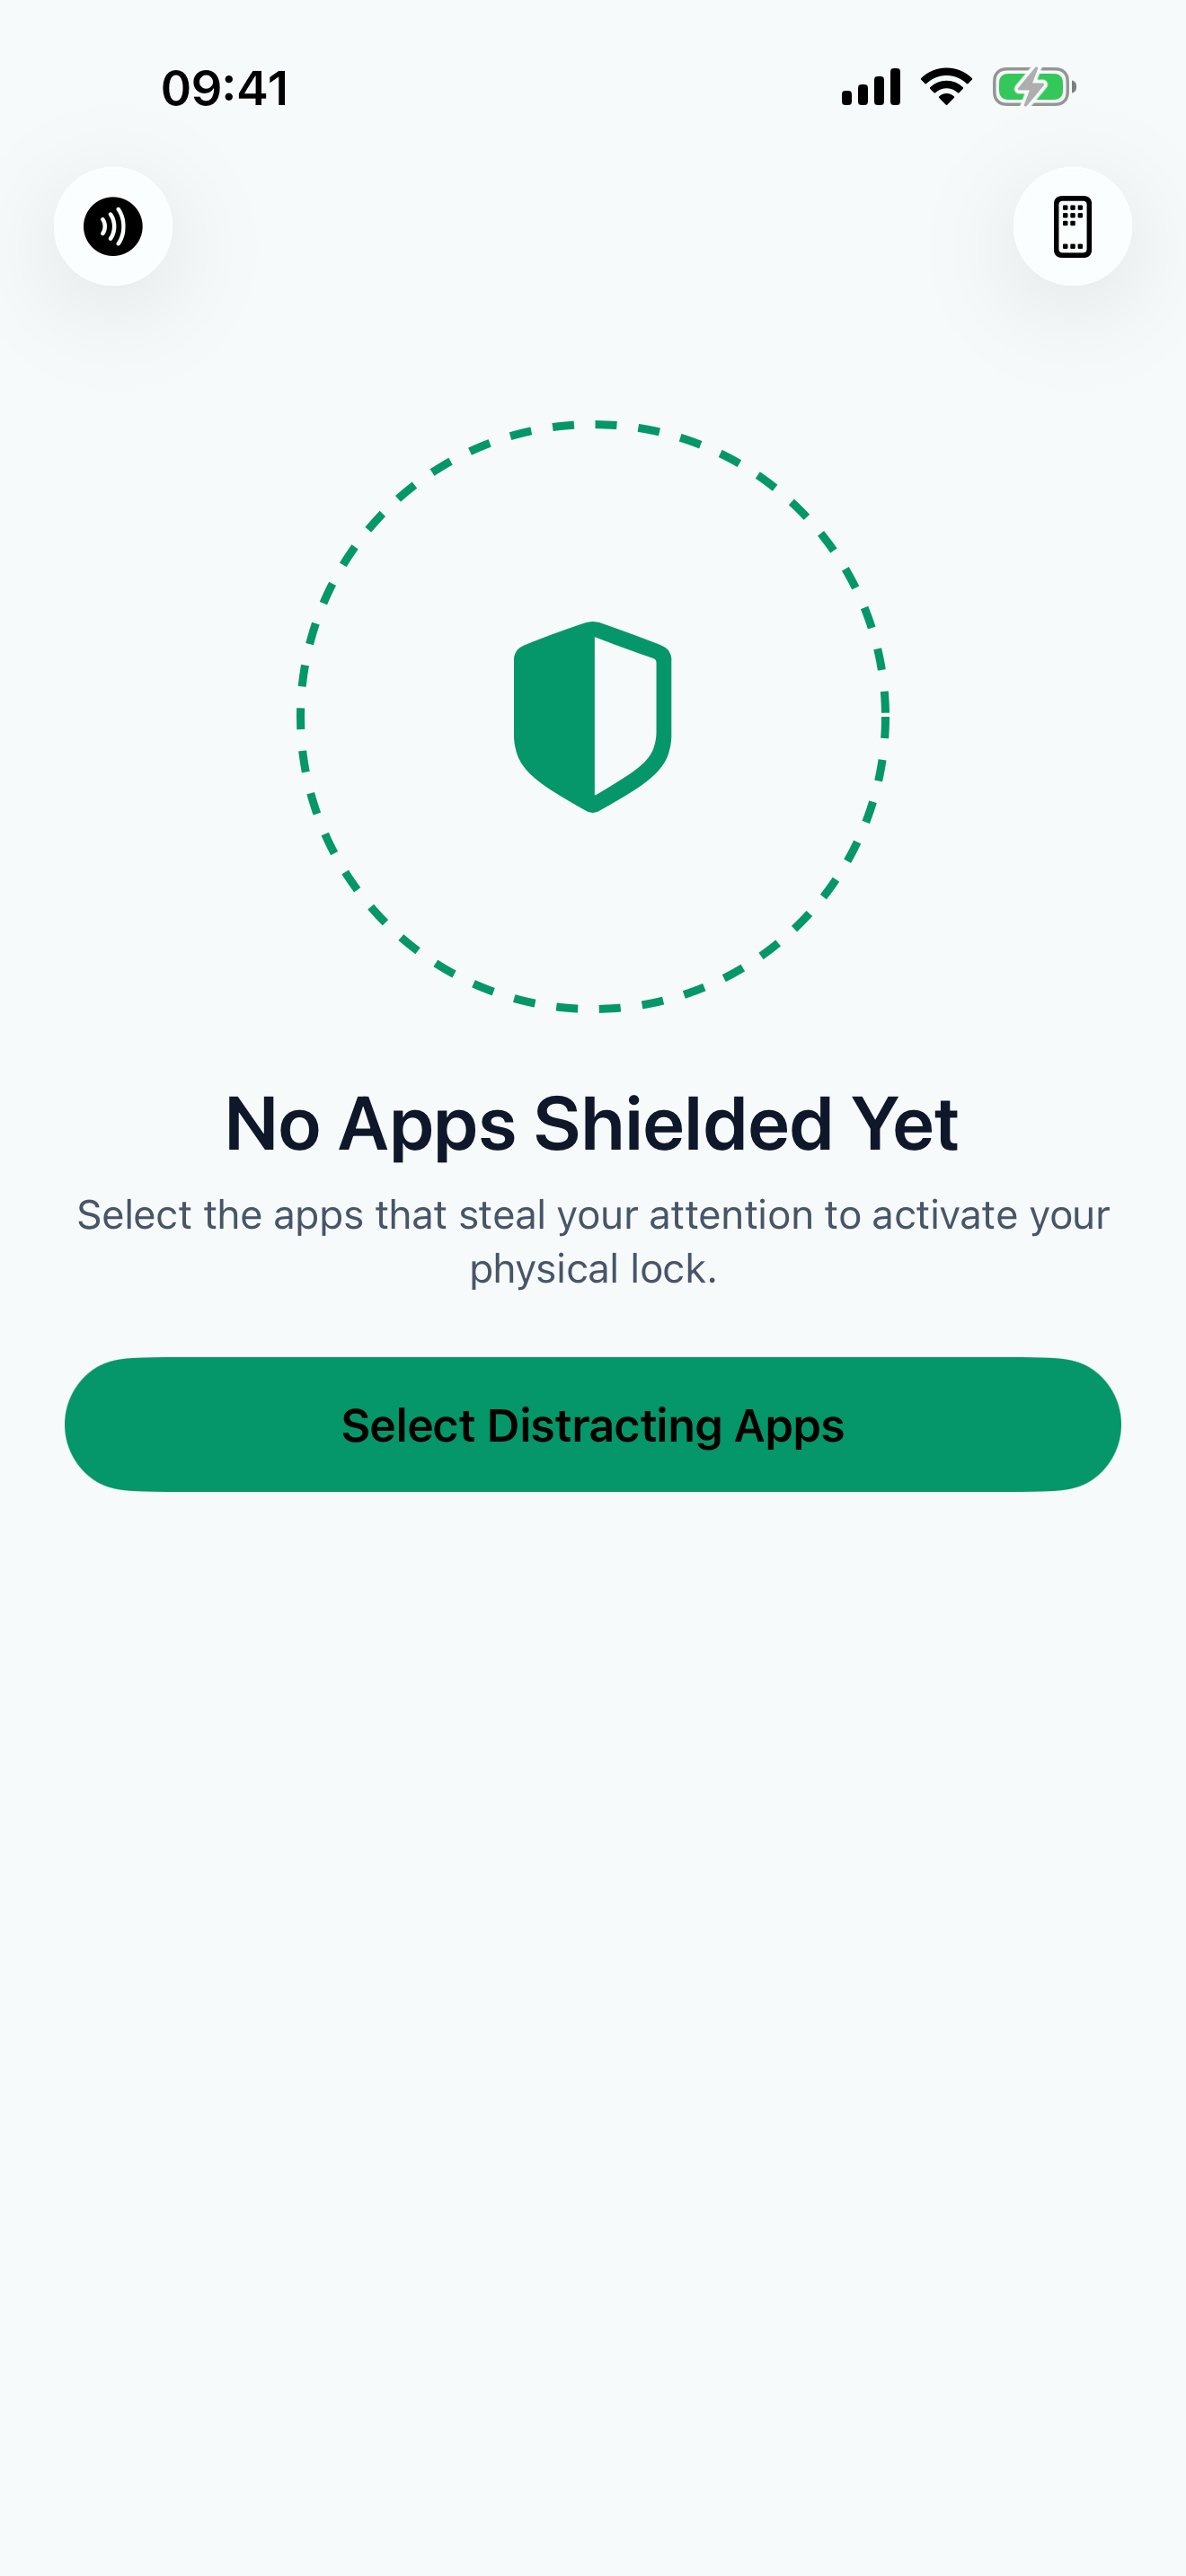 09:41
No Apps Shielded Yet
Select the apps that steal your attention to activate your
physical lock.
Select Distracting Apps